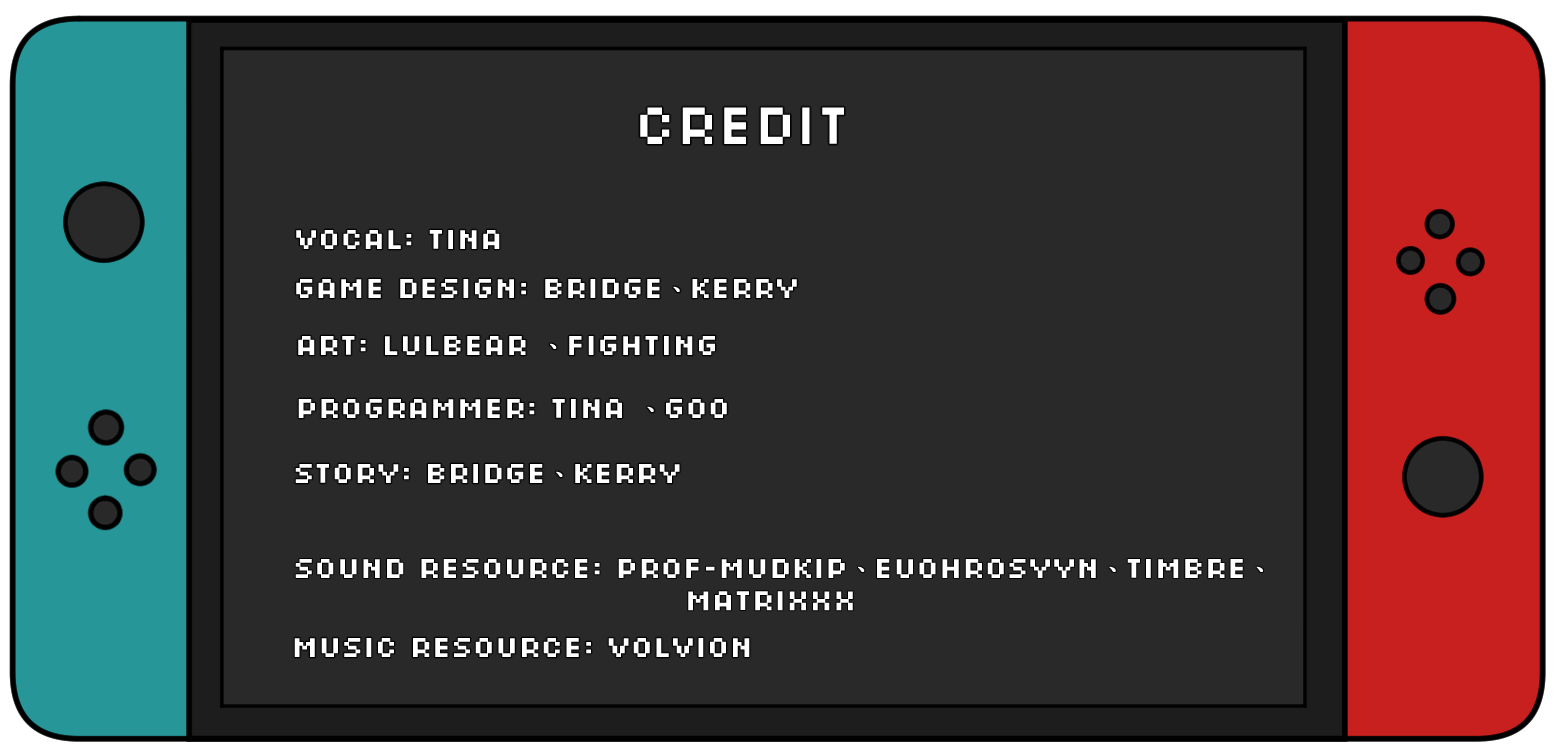 CREDIT
VOCAL: TINA
GAME DESIGN: BRIDGE、KERRY
ART: LULBEAR 、FIGHTING
PROGRAMMER: TINA 、GOO
STORY: BRIDGE、KERRY
SOUND RESOURCE: PROF-MUDKIP、EVOHROSYYN、TIMBRE、
MATRIXXX
MUSIC RESOURCE: VOLVION